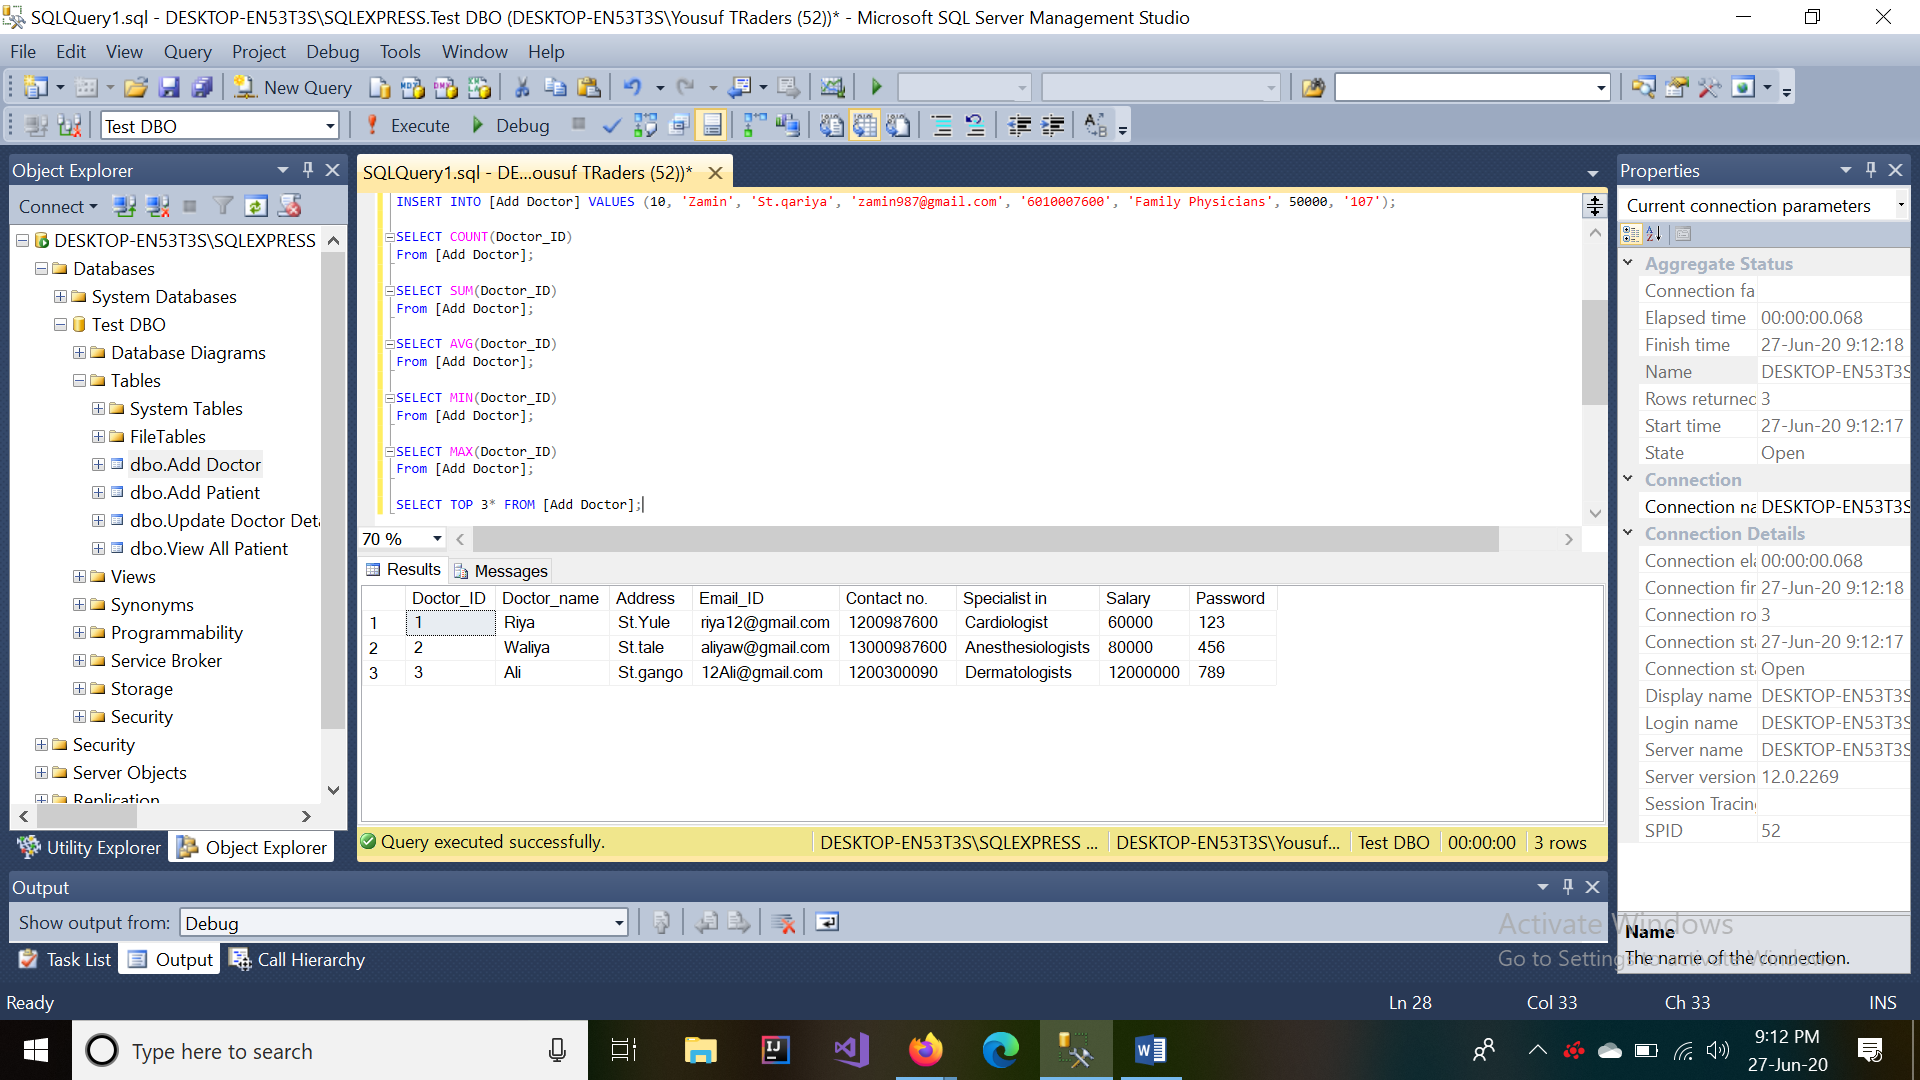 SQLQuery1.sql - DESKTOP-EN53T3S\SQLEXPRESS.Test DBO (DESKTOP-EN53T3S\Yousuf TRaders (52))* - Microsoft SQL Server Management Studio
File Edit View Query Project Debug Tools Window Help
New Query
Test DBO Execute Debug
Object Explorer
Connect
DESKTOP-EN53T3S\SQLEXPRESS
Databases
System Databases
Test DBO
Database Diagrams
Tables
System Tables
FileTables
dbo.Add Doctor
dbo.Add Patient
dbo.Update Doctor Det
dbo.View All Patient
Views
Synonyms
Programmability
Service Broker
Storage
Security
Security
Server Objects
Replication
Utility Explorer Object Explorer
SQLQuery1.sql - DE...ousuf TRaders (52))*
INSERT INTO [Add Doctor] VALUES (10, 'Zamin', 'St.qariya', 'zamin987@gmail.com', '6010007600', 'Family Physicians', 50000, '107');
SELECT COUNT(Doctor_ID)
From [Add Doctor];
SELECT SUM(Doctor_ID)
From [Add Doctor];
SELECT AVG(Doctor_ID)
From [Add Doctor];
SELECT MIN(Doctor_ID)
From [Add Doctor];
SELECT MAX(Doctor_ID)
From [Add Doctor];
SELECT TOP 3* FROM [Add Doctor];
70 %
Results Messages
Doctor_ID Doctor_name Address Email_ID Contact no. Specialist in Salary Password
1 1 Riya St.Yule riya12@gmail.com 1200987600 Cardiologist 60000 123
2 2 Waliya St.tale aliyaw@gmail.com 13000987600 Anesthesiologists 80000 456
3 3 Ali St.gango 12Ali@gmail.com 1200300090 Dermatologists 12000000 789
Query executed successfully. DESKTOP-EN53T3S\SQLEXPRESS ... DESKTOP-EN53T3S\Yousuf... Test DBO 00:00:00 3 rows
Properties
Current connection parameters
Aggregate Status
Connection fa
Elapsed time 00:00:00.068
Finish time 27-Jun-20 9:12:18
Name DESKTOP-EN53T3S
Rows returned 3
Start time 27-Jun-20 9:12:17
State Open
Connection
Connection na DESKTOP-EN53T3S
Connection Details
Connection ela 00:00:00.068
Connection fin 27-Jun-20 9:12:18
Connection ro 3
Connection sta 27-Jun-20 9:12:17
Connection sta Open
Display name DESKTOP-EN53T3S
Login name DESKTOP-EN53T3S
Server name DESKTOP-EN53T3S
Server version 12.0.2269
Session Tracin
SPID 52
Name
The name of the connection.
Output
Show output from: Debug
Task List Output Call Hierarchy
Activate Windows
Go to Settings to activate Windows.
Ready Ln 28 Col 33 Ch 33 INS
Type here to search
9:12 PM
27-Jun-20